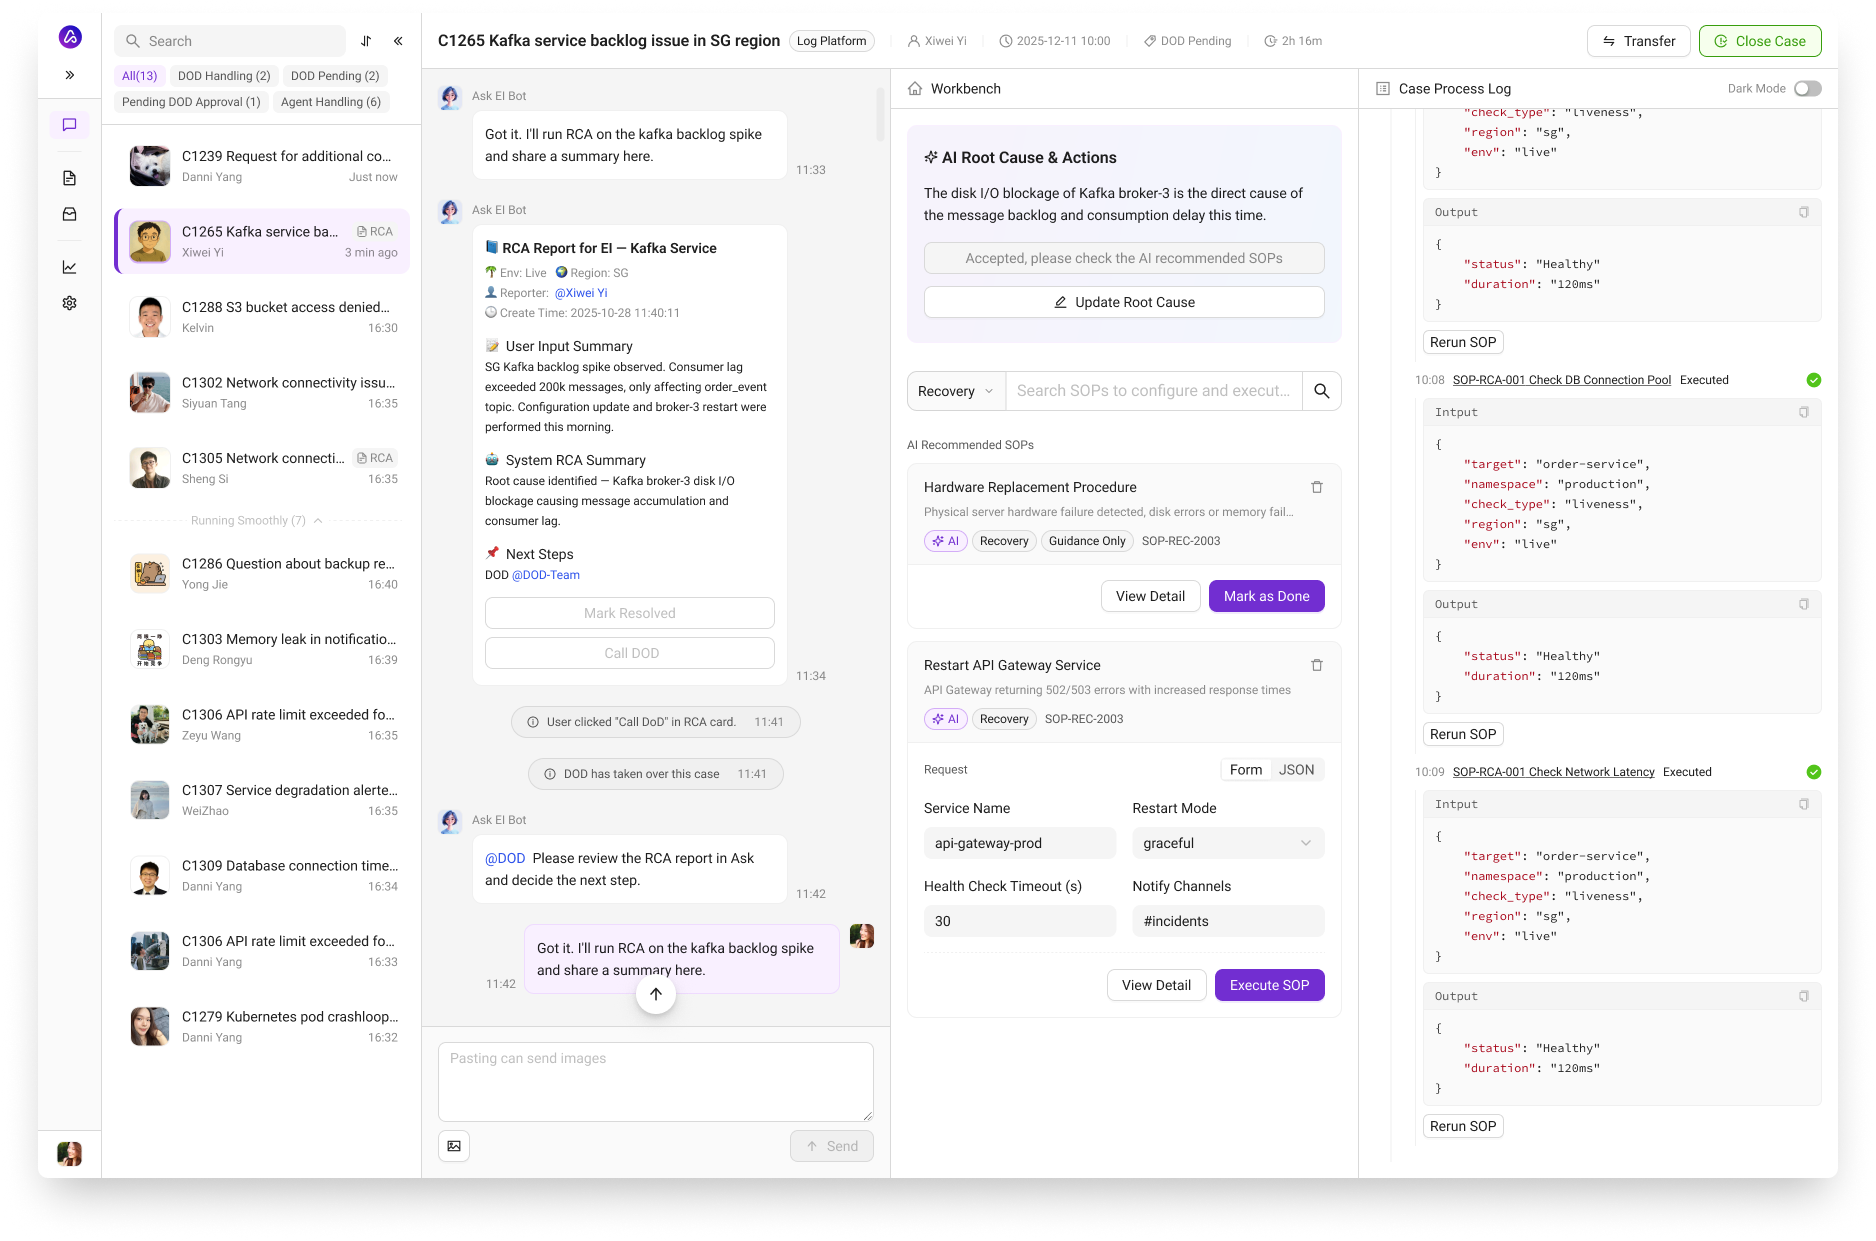 Search
All(13)
DOD Handling (2)
DOD Pending (2)
Pending DOD Approval (1)
Agent Handling (6)
C1239 Request for additional co...
Danni Yang
Just now
C1265 Kafka service ba...
RCA
Xiwei Yi
3 min ago
C1288 S3 bucket access denied...
Kelvin
16:30
C1302 Network connectivity issu...
Siyuan Tang
16:35
C1305 Network connecti...
RCA
Sheng Si
16:35
Running Smoothly (7)
C1286 Question about backup re...
Yong Jie
16:40
C1303 Memory leak in notificatio...
Deng Rongyu
16:39
C1306 API rate limit exceeded fo...
Zeyu Wang
16:35
C1307 Service degradation alerte...
WeiZhao
16:35
C1309 Database connection time...
Danni Yang
16:34
C1306 API rate limit exceeded fo...
Danni Yang
16:33
C1279 Kubernetes pod crashloop...
Danni Yang
16:32
C1265 Kafka service backlog issue in SG region
Log Platform
Xiwei Yi
2025-12-11 10:00
DOD Pending
2h 16m
Transfer
Close Case
Ask EI Bot
Got it. I'll run RCA on the kafka backlog spike
and share a summary here.
11:33
Ask EI Bot
RCA Report for EI — Kafka Service
Env: Live Region: SG
Reporter: @Xiwei Yi
Create Time: 2025-10-28 11:40:11
User Input Summary
SG Kafka backlog spike observed. Consumer lag
exceeded 200k messages, only affecting order_event
topic. Configuration update and broker-3 restart were
performed this morning.
System RCA Summary
Root cause identified — Kafka broker-3 disk I/O
blockage causing message accumulation and
consumer lag.
Next Steps
DOD @DOD-Team
Mark Resolved
Call DOD
11:34
User clicked "Call DoD" in RCA card. 11:41
DOD has taken over this case 11:41
Ask EI Bot
@DOD Please review the RCA report in Ask
and decide the next step.
11:42
Got it. I'll run RCA on the kafka backlog spike
and share a summary here.
11:42
Pasting can send images
Send
Workbench
AI Root Cause & Actions
The disk I/O blockage of Kafka broker-3 is the direct cause of
the message backlog and consumption delay this time.
Accepted, please check the AI recommended SOPs
Update Root Cause
Recovery
Search SOPs to configure and execut...
AI Recommended SOPs
Hardware Replacement Procedure
Physical server hardware failure detected, disk errors or memory fail...
AI
Recovery
Guidance Only
SOP-REC-2003
View Detail
Mark as Done
Restart API Gateway Service
API Gateway returning 502/503 errors with increased response times
AI
Recovery
SOP-REC-2003
Request
Form
JSON
Service Name
Restart Mode
api-gateway-prod
graceful
Health Check Timeout (s)
Notify Channels
30
#incidents
View Detail
Execute SOP
Case Process Log
Dark Mode
"check_type": "liveness",
"region": "sg",
"env": "live"
}
Output
{
"status": "Healthy"
"duration": "120ms"
}
Rerun SOP
10:08 SOP-RCA-001 Check DB Connection Pool Executed
Intput
{
"target": "order-service",
"namespace": "production",
"check_type": "liveness",
"region": "sg",
"env": "live"
}
Output
{
"status": "Healthy"
"duration": "120ms"
}
Rerun SOP
10:09 SOP-RCA-001 Check Network Latency Executed
Intput
{
"target": "order-service",
"namespace": "production",
"check_type": "liveness",
"region": "sg",
"env": "live"
}
Output
{
"status": "Healthy"
"duration": "120ms"
}
Rerun SOP